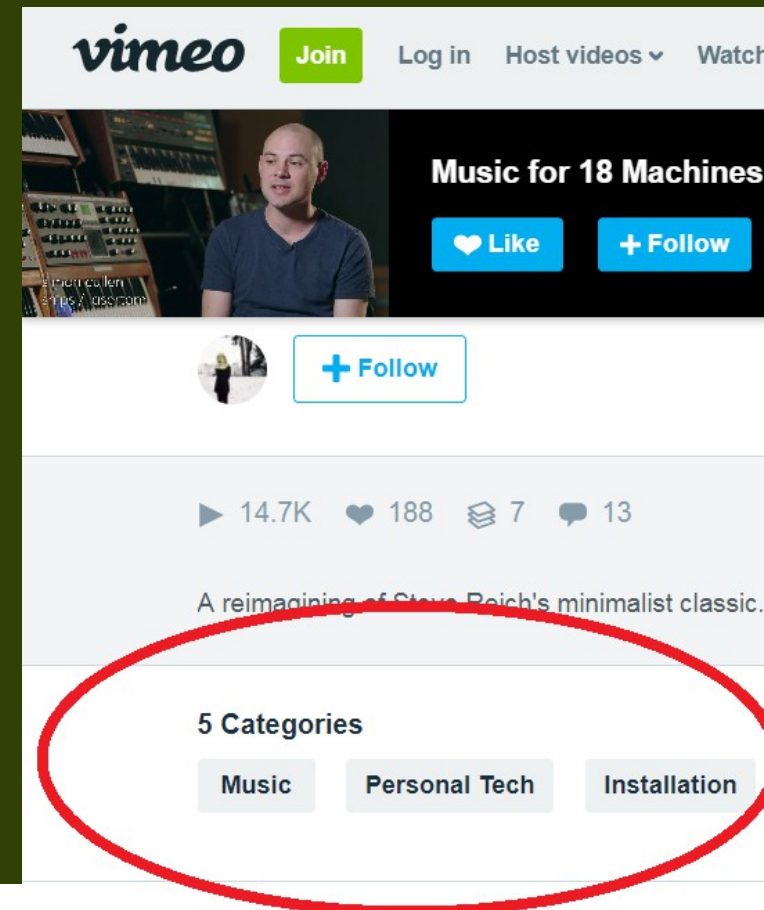 vimeo Join Log in Host videos Watch
Music for 18 Machines
Like + Follow
+ Follow
14.7K 188 7 13
A reimagining of Steve Reich's minimalist classic.
5 Categories
Music Personal Tech Installation